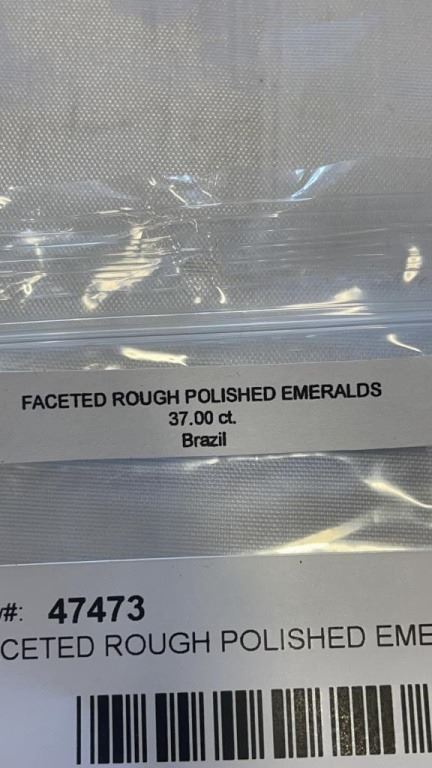 FACETED ROUGH POLISHED EMERALDS
37.00 ct.
Brazil
#: 47473
CETED ROUGH POLISHED EME